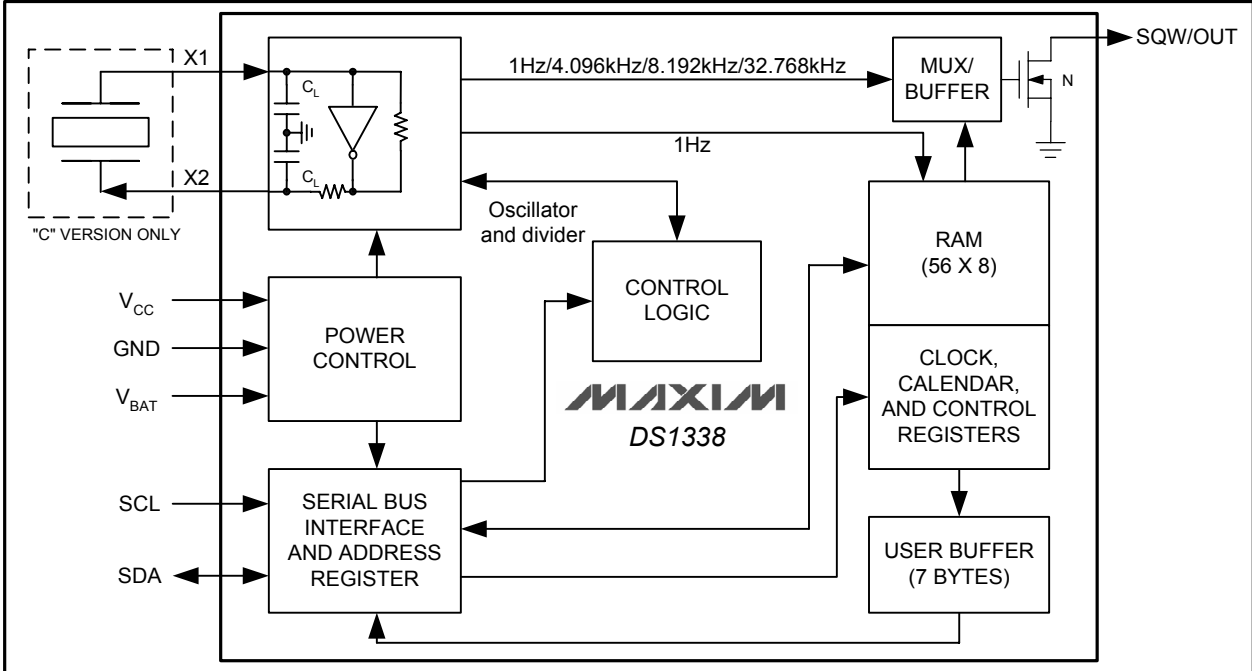 X1
X2
"C" VERSION ONLY
C_L
C_L
1Hz/4.096kHz/8.192kHz/32.768kHz
MUX/
BUFFER
N
SQW/OUT
1Hz
Oscillator
and divider
RAM
(56 X 8)
CONTROL
LOGIC
V_CC
GND
V_BAT
POWER
CONTROL
CLOCK,
CALENDAR,
AND CONTROL
REGISTERS
MAXIM
DS1338
SCL
SDA
SERIAL BUS
INTERFACE
AND ADDRESS
REGISTER
USER BUFFER
(7 BYTES)